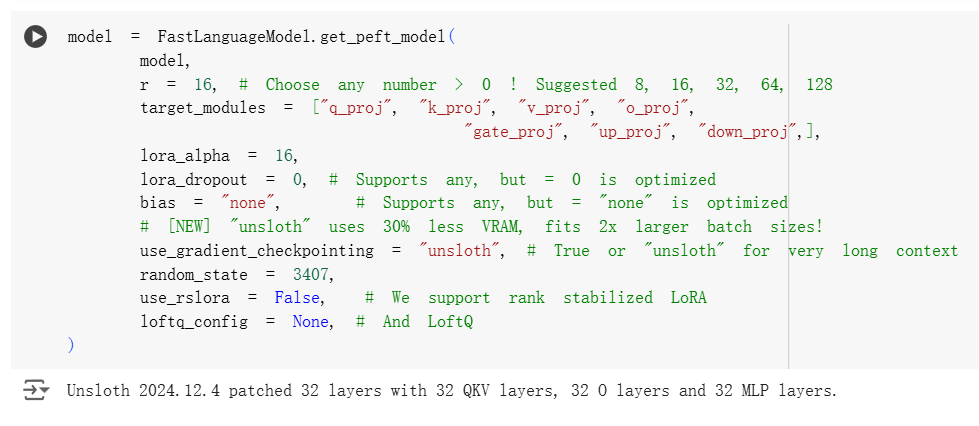 model = FastLanguageModel.get_peft_model(
model,
r = 16, # Choose any number > 0 ! Suggested 8, 16, 32, 64, 128
target_modules = ["q_proj", "k_proj", "v_proj", "o_proj",
"gate_proj", "up_proj", "down_proj",],
lora_alpha = 16,
lora_dropout = 0, # Supports any, but = 0 is optimized
bias = "none", # Supports any, but = "none" is optimized
# [NEW] "unsloth" uses 30% less VRAM, fits 2x larger batch sizes!
use_gradient_checkpointing = "unsloth", # True or "unsloth" for very long context
random_state = 3407,
use_rslora = False, # We support rank stabilized LoRA
loftq_config = None, # And LoftQ
)
Unsloth 2024.12.4 patched 32 layers with 32 QKV layers, 32 O layers and 32 MLP layers.